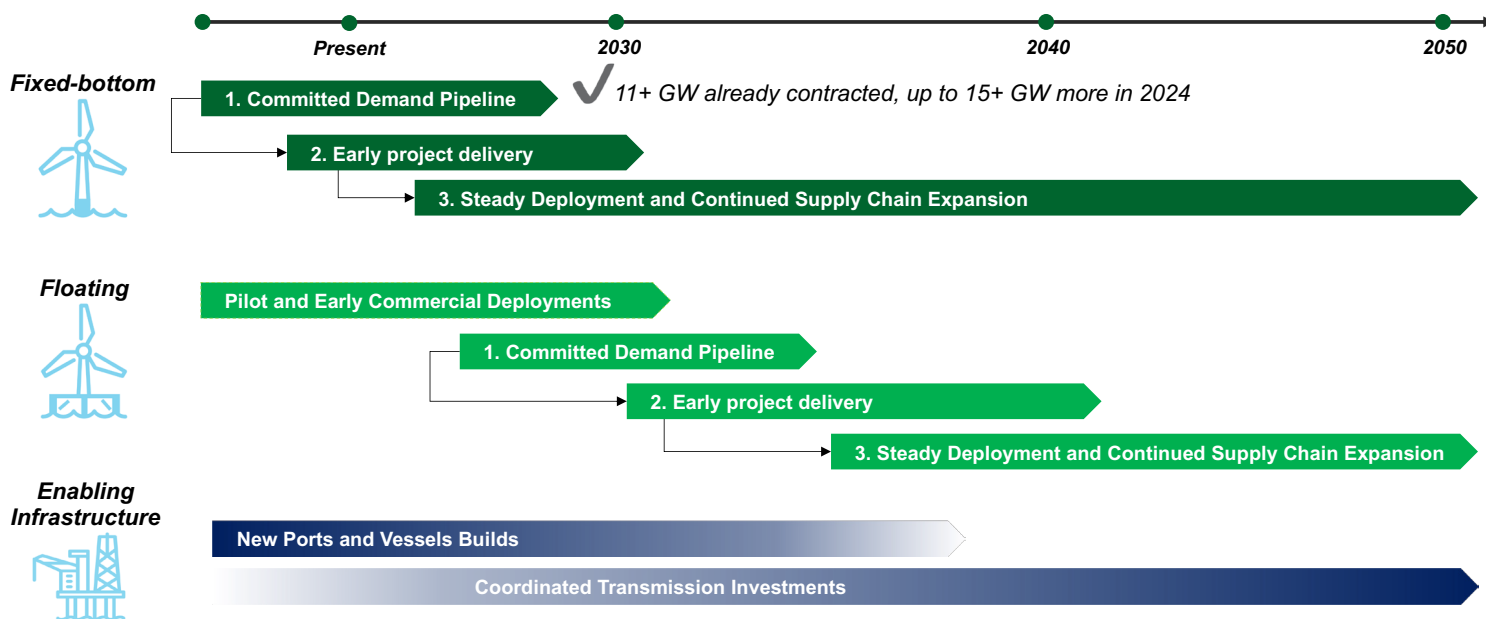 Present
2030
2040
2050
Fixed-bottom
1. Committed Demand Pipeline
11+ GW already contracted, up to 15+ GW more in 2024
2. Early project delivery
3. Steady Deployment and Continued Supply Chain Expansion
Floating
Pilot and Early Commercial Deployments
1. Committed Demand Pipeline
2. Early project delivery
3. Steady Deployment and Continued Supply Chain Expansion
Enabling
Infrastructure
New Ports and Vessels Builds
Coordinated Transmission Investments